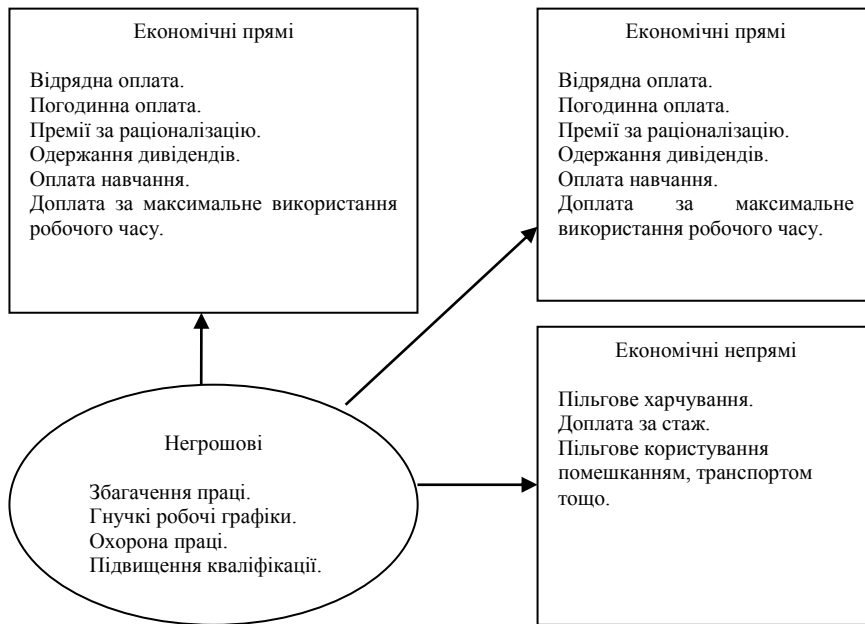 Економічні прямі
Відрядна оплата.
Погодинна оплата.
Премії за раціоналізацію.
Одержання дивідендів.
Оплата навчання.
Доплата за максимальне використання
робочого часу.
Економічні прямі
Відрядна оплата.
Погодинна оплата.
Премії за раціоналізацію.
Одержання дивідендів.
Оплата навчання.
Доплата за максимальне
використання робочого часу.
Економічні непрямі
Пільгове харчування.
Доплата за стаж.
Пільгове користування
помешканням, транспортом
тощо.
Негрошові
Збагачення праці.
Гнучкі робочі графіки.
Охорона праці.
Підвищення кваліфікації.